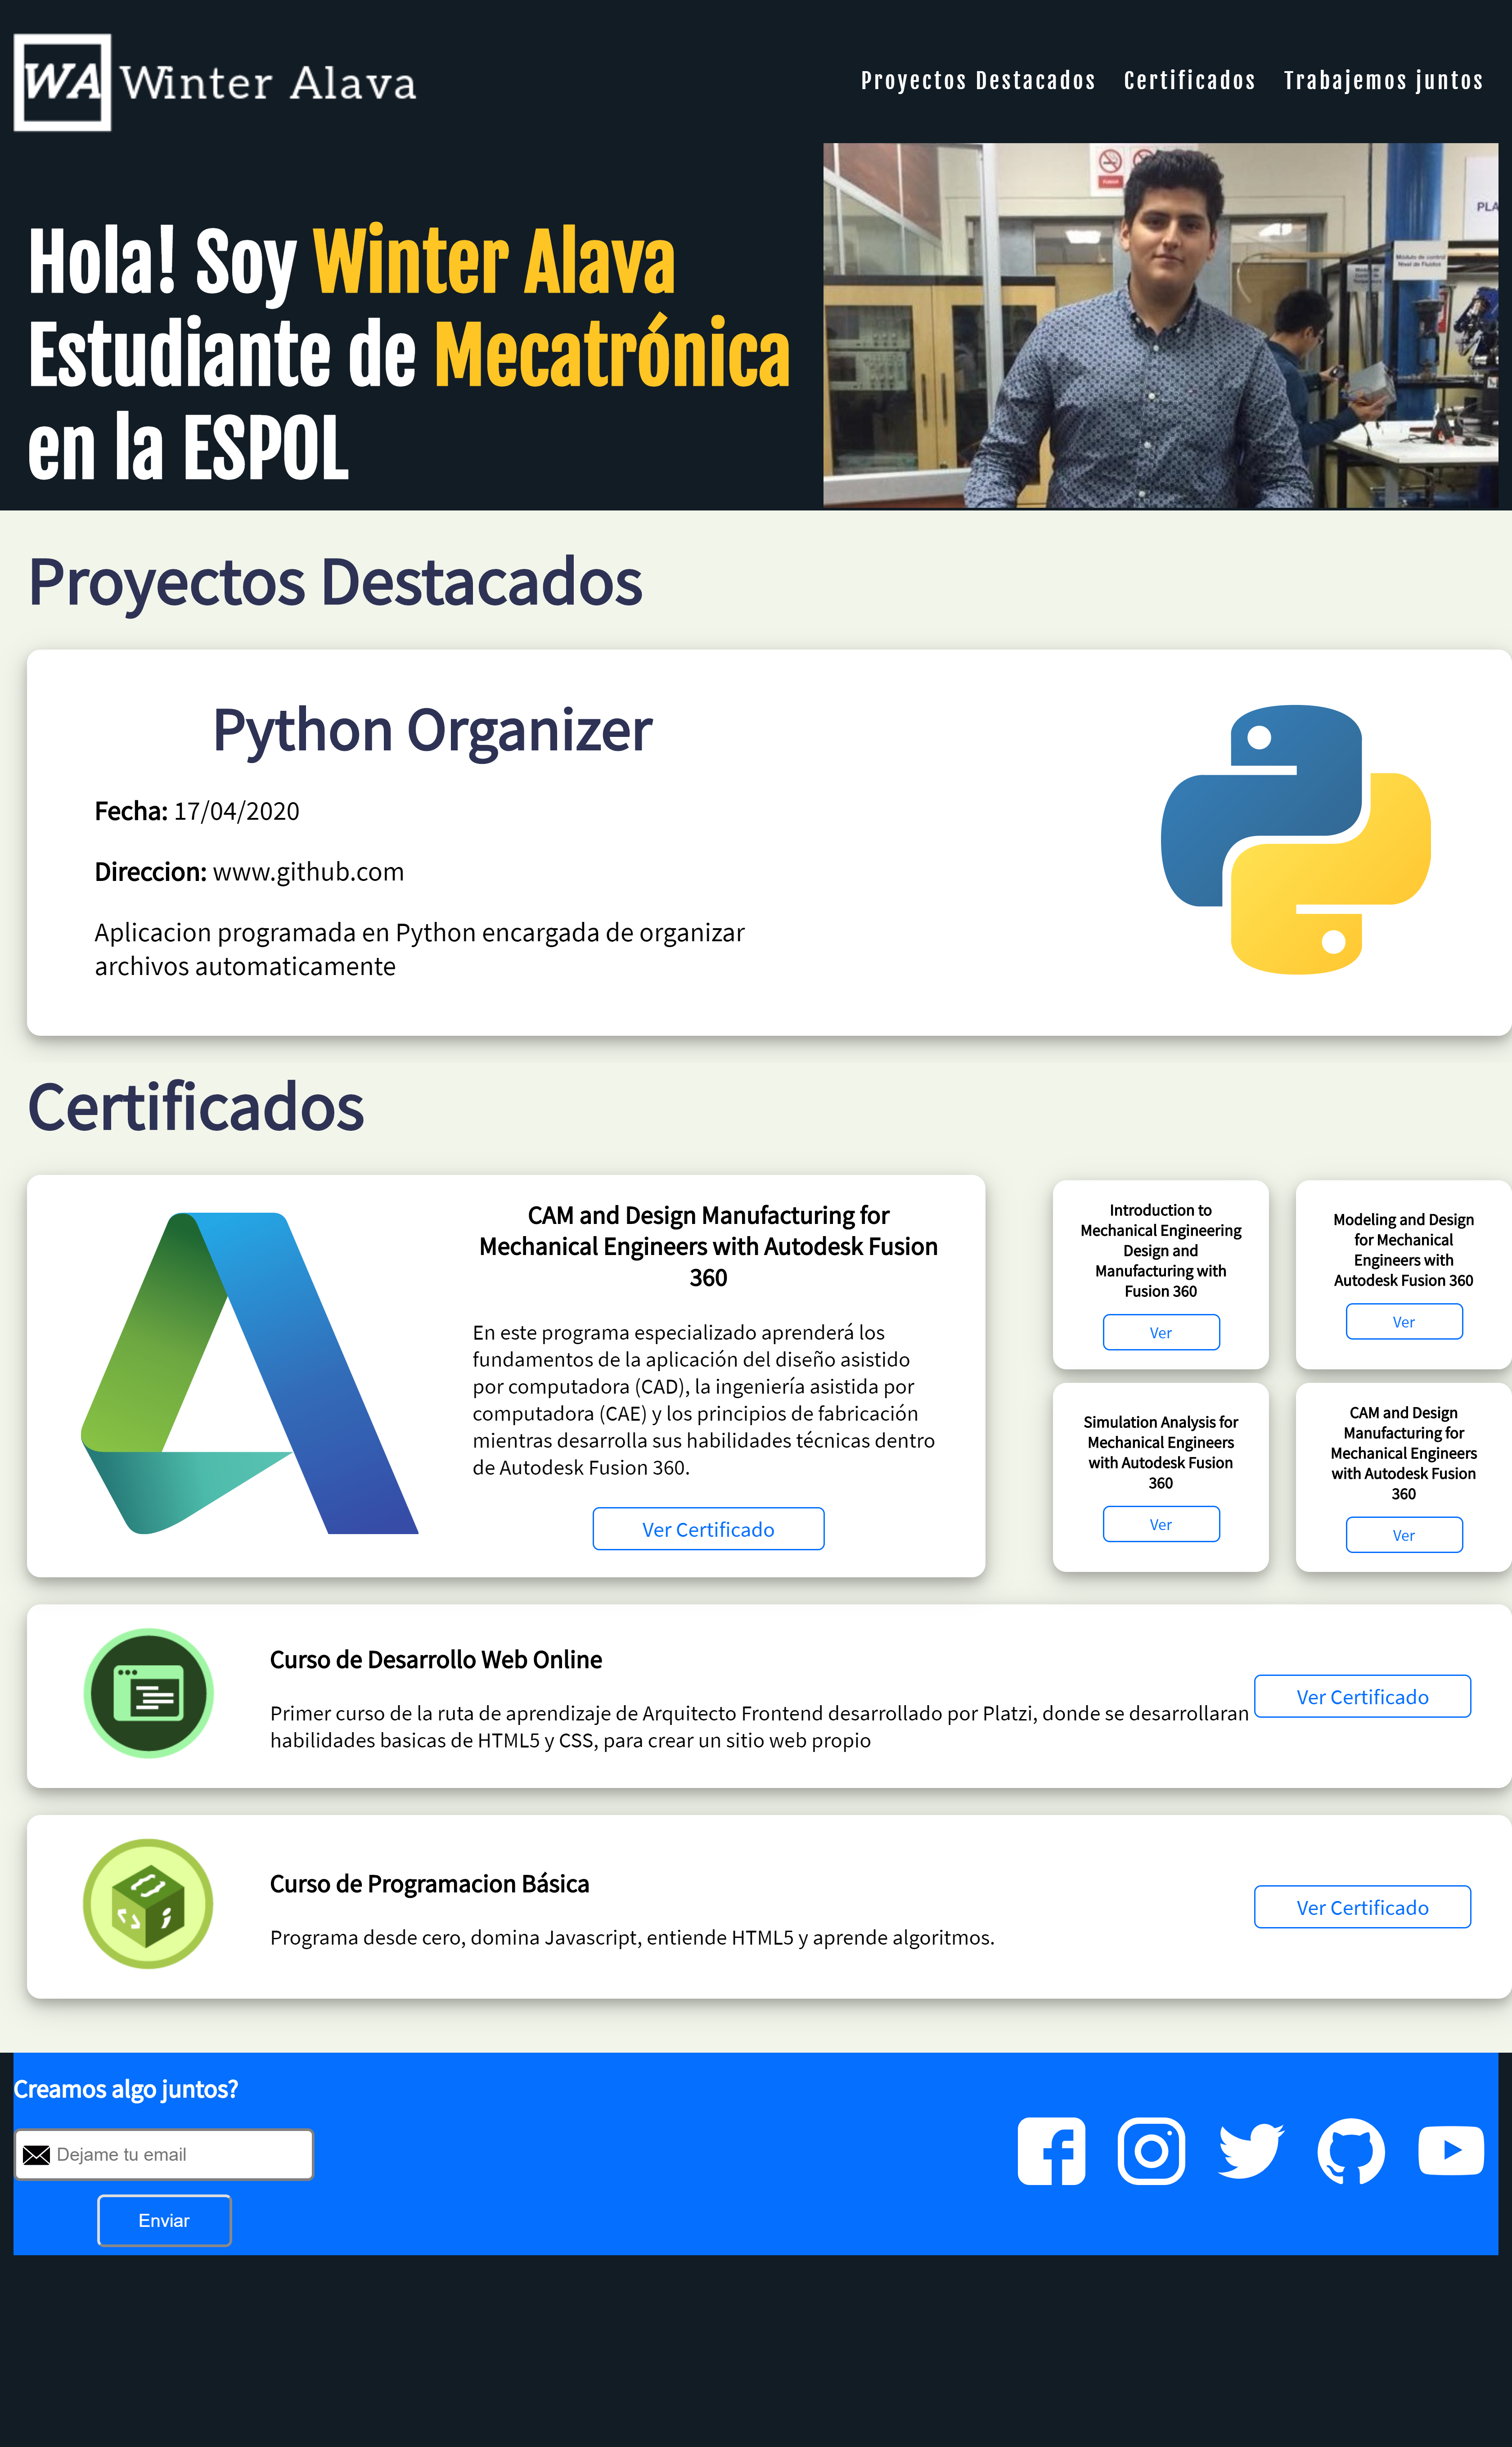 WA Winter Alava
Proyectos Destacados Certificados Trabajemos juntos
Hola! Soy Winter Alava
Estudiante de Mecatrónica
en la ESPOL
PLA
Módulo de control
Nivel de Fluidos
Proyectos Destacados
Python Organizer
Fecha: 17/04/2020
Direccion: www.github.com
Aplicacion programada en Python encargada de organizar
archivos automaticamente
Certificados
CAM and Design Manufacturing for
Mechanical Engineers with Autodesk Fusion
360
En este programa especializado aprenderá los
fundamentos de la aplicación del diseño asistido
por computadora (CAD), la ingeniería asistida por
computadora (CAE) y los principios de fabricación
mientras desarrolla sus habilidades técnicas dentro
de Autodesk Fusion 360.
Ver Certificado
Introduction to
Mechanical Engineering
Design and
Manufacturing with
Fusion 360
Ver
Modeling and Design
for Mechanical
Engineers with
Autodesk Fusion 360
Ver
Simulation Analysis for
Mechanical Engineers
with Autodesk Fusion
360
Ver
CAM and Design
Manufacturing for
Mechanical Engineers
with Autodesk Fusion
360
Ver
Curso de Desarrollo Web Online
Primer curso de la ruta de aprendizaje de Arquitecto Frontend desarrollado por Platzi, donde se desarrollaran
habilidades basicas de HTML5 y CSS, para crear un sitio web propio
Ver Certificado
Curso de Programacion Básica
Programa desde cero, domina Javascript, entiende HTML5 y aprende algoritmos.
Ver Certificado
Creamos algo juntos?
Dejame tu email
Enviar